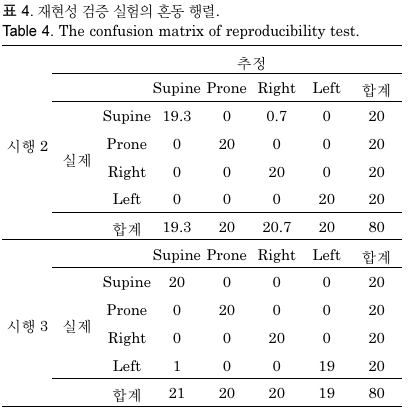 표 4. 재현성 검증 실험의 혼동 행렬.
Table 4. The confusion matrix of reproducibility test.
추정
Supine Prone Right Left 합계
Supine 19.3 0 0.7 0 20
시행 2
Prone 0 20 0 0 20
실제
Right 0 0 20 0 20
Left 0 0 0 20 20
합계 19.3 20 20.7 20 80
Supine Prone Right Left 합계
Supine 20 0 0 0 20
Prone 0 20 0 0 20
시행 3 실제
Right 0 0 20 0 20
Left 1 0 0 19 20
합계 21 20 20 19 80